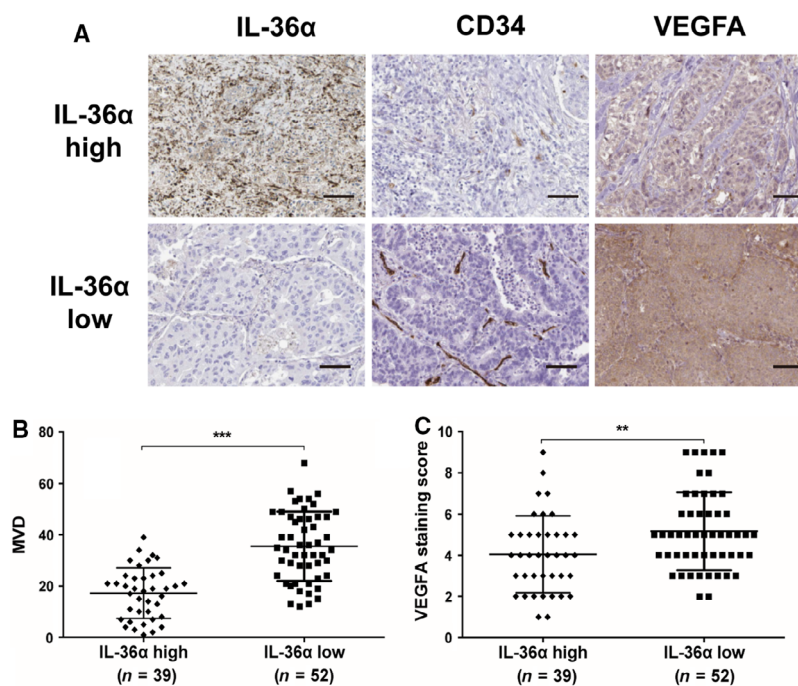 A
IL-36α
CD34
VEGFA
IL-36α
high
IL-36α
low
B
***
MVD
80
60
40
20
0
IL-36α high
(n = 39)
IL-36α low
(n = 52)
C
**
VEGFA staining score
10
8
6
4
2
0
IL-36α high
(n = 39)
IL-36α low
(n = 52)